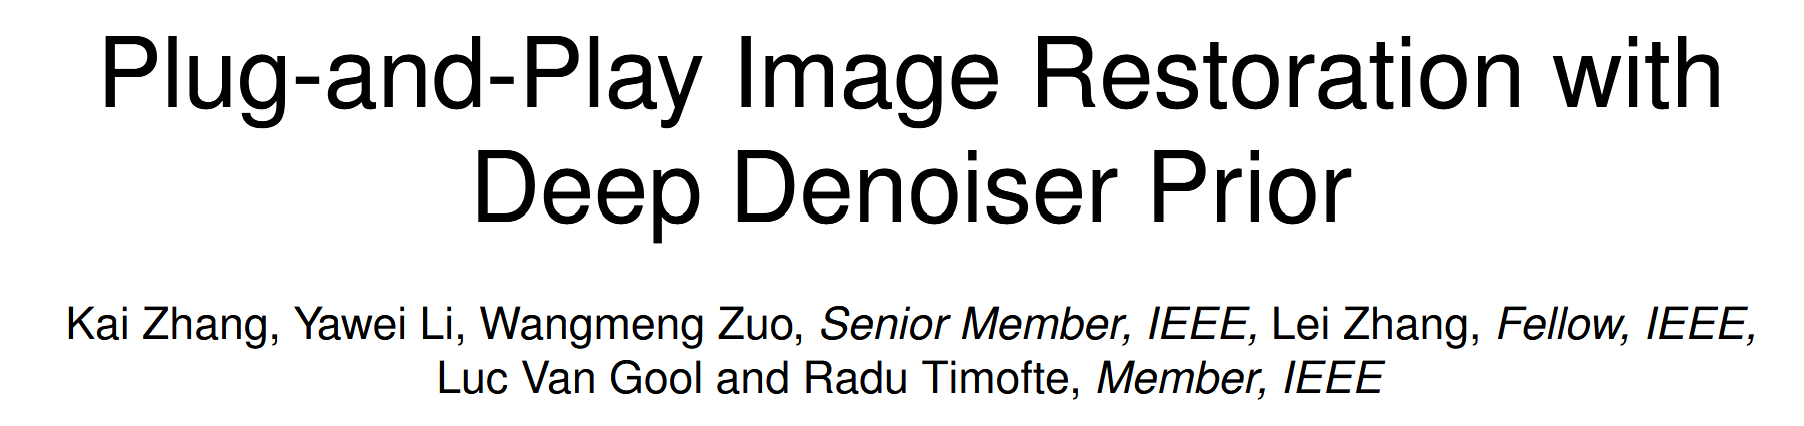 Plug-and-Play Image Restoration with
Deep Denoiser Prior
Kai Zhang, Yawei Li, Wangmeng Zuo, Senior Member, IEEE, Lei Zhang, Fellow, IEEE,
Luc Van Gool and Radu Timofte, Member, IEEE